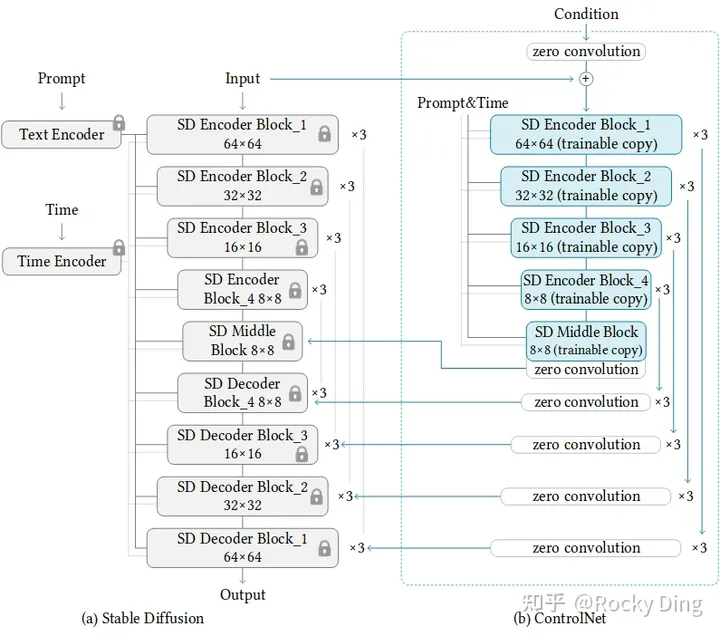 Condition
zero convolution
Prompt
Input
+
Prompt&Time
Text Encoder
SD Encoder Block_1
64×64
×3
SD Encoder Block_1
64×64 (trainable copy)
×3
SD Encoder Block_2
32×32
×3
SD Encoder Block_2
32×32 (trainable copy)
×3
Time
SD Encoder Block_3
16×16
×3
SD Encoder Block_3
16×16 (trainable copy)
×3
Time Encoder
SD Encoder
Block_4 8×8
×3
SD Encoder Block_4
8×8 (trainable copy)
×3
SD Middle
Block 8×8
SD Middle Block
8×8 (trainable copy)
zero convolution
SD Decoder
Block_4 8×8
×3
zero convolution
×3
SD Decoder Block_3
16×16
×3
zero convolution
×3
SD Decoder Block_2
32×32
×3
zero convolution
×3
SD Decoder Block_1
64×64
×3
zero convolution
×3
Output
知乎 @Rocky Ding
(a) Stable Diffusion
(b) ControlNet